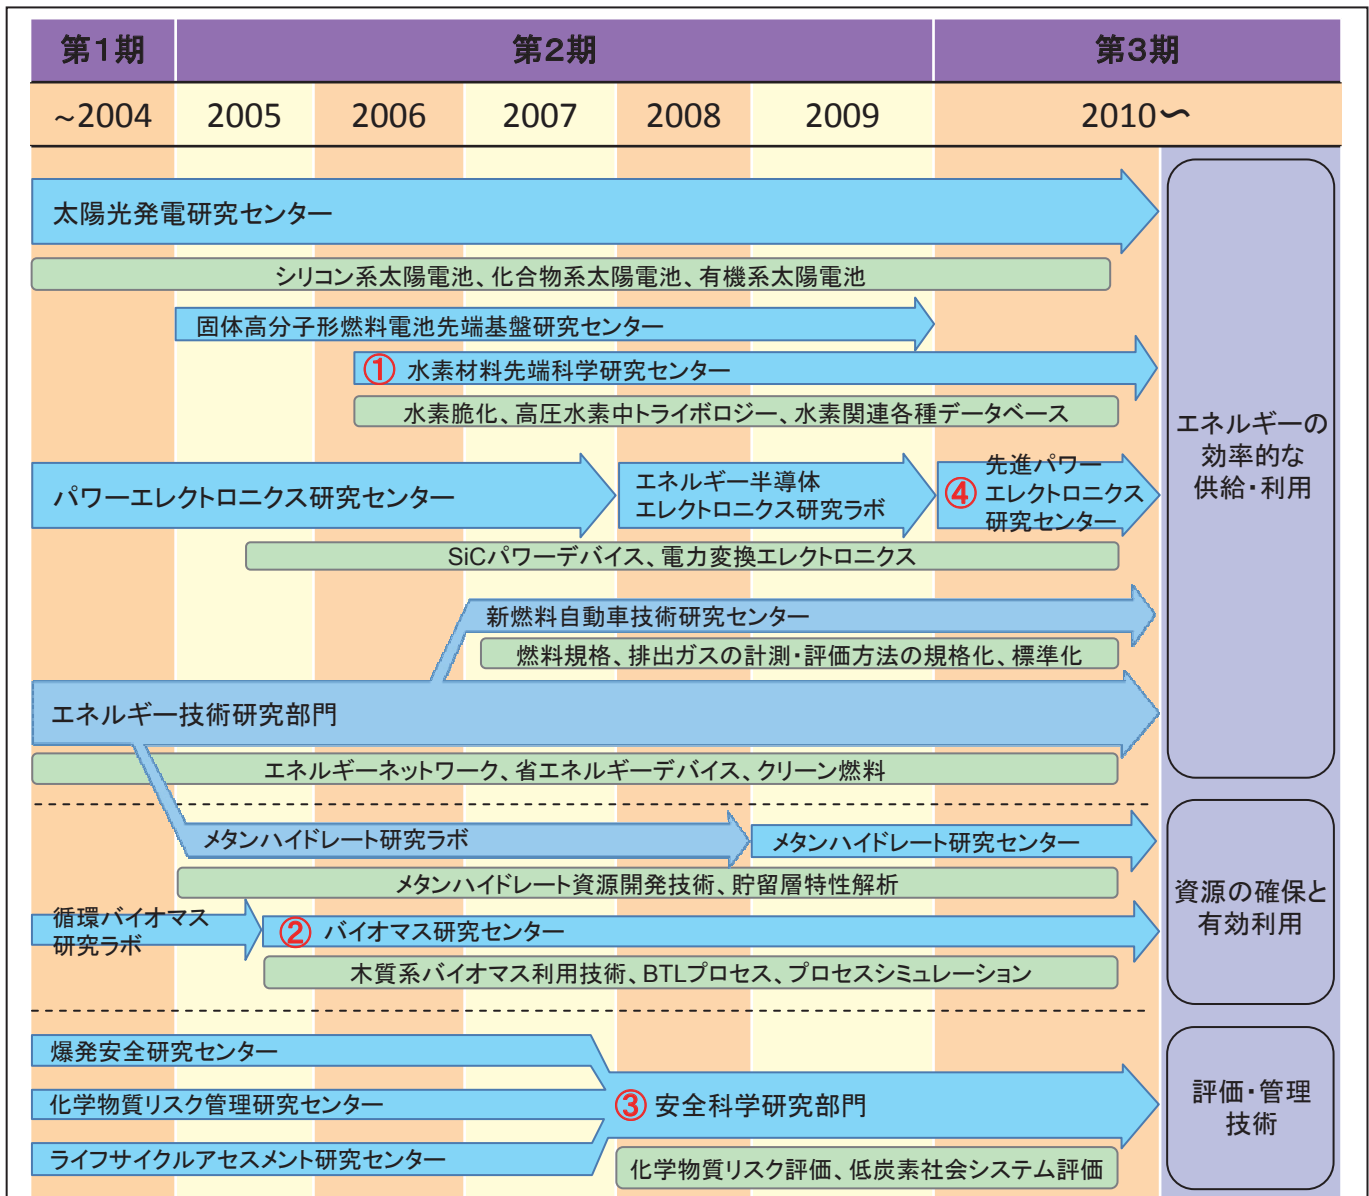 第1期
第2期
第3期
~2004
2005
2006
2007
2008
2009
2010～
太陽光発電研究センター
シリコン系太陽電池、化合物系太陽電池、有機系太陽電池
固体高分子形燃料電池先端基盤研究センター
① 水素材料先端科学研究センター
水素脆化、高圧水素中トライボロジー、水素関連各種データベース
パワーエレクトロニクス研究センター
エネルギー半導体
エレクトロニクス研究ラボ
④
先進パワー
エレクトロニクス
研究センター
SiCパワーデバイス、電力変換エレクトロニクス
新燃料自動車技術研究センター
燃料規格、排出ガスの計測・評価方法の規格化、標準化
エネルギー技術研究部門
エネルギーネットワーク、省エネルギーデバイス、クリーン燃料
エネルギーの
効率的な
供給・利用
メタンハイドレート研究ラボ
メタンハイドレート研究センター
メタンハイドレート資源開発技術、貯留層特性解析
循環バイオマス
研究ラボ
② バイオマス研究センター
木質系バイオマス利用技術、BTLプロセス、プロセスシミュレーション
資源の確保と
有効利用
爆発安全研究センター
化学物質リスク管理研究センター
ライフサイクルアセスメント研究センター
③ 安全科学研究部門
化学物質リスク評価、低炭素社会システム評価
評価・管理
技術